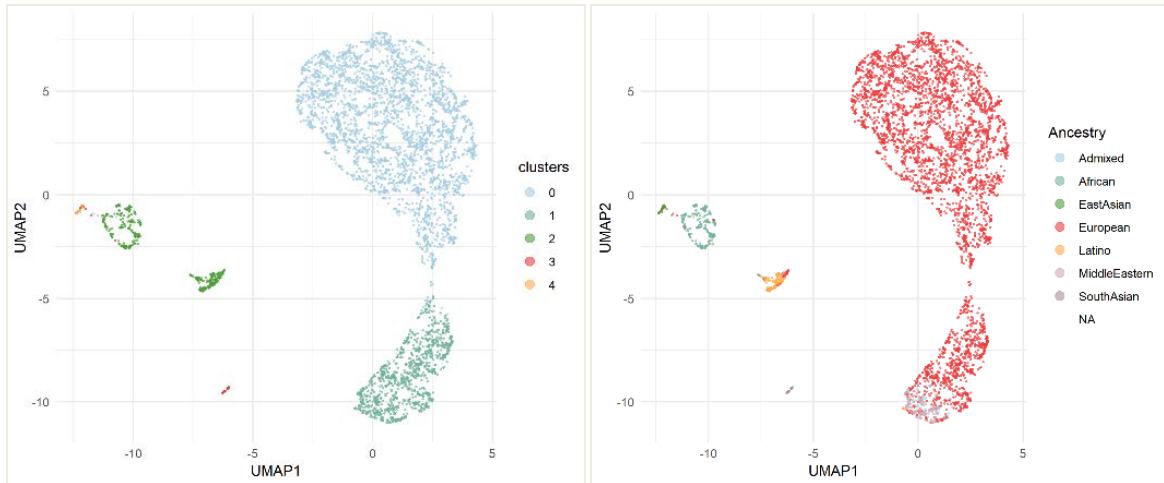 UMAP2
5
0
-5
-10
-10
-5
0
5
UMAP1
clusters
0
1
2
3
4
UMAP2
5
0
-5
-10
-10
-5
0
5
UMAP1
Ancestry
Admixed
African
EastAsian
European
Latino
MiddleEastern
SouthAsian
NA